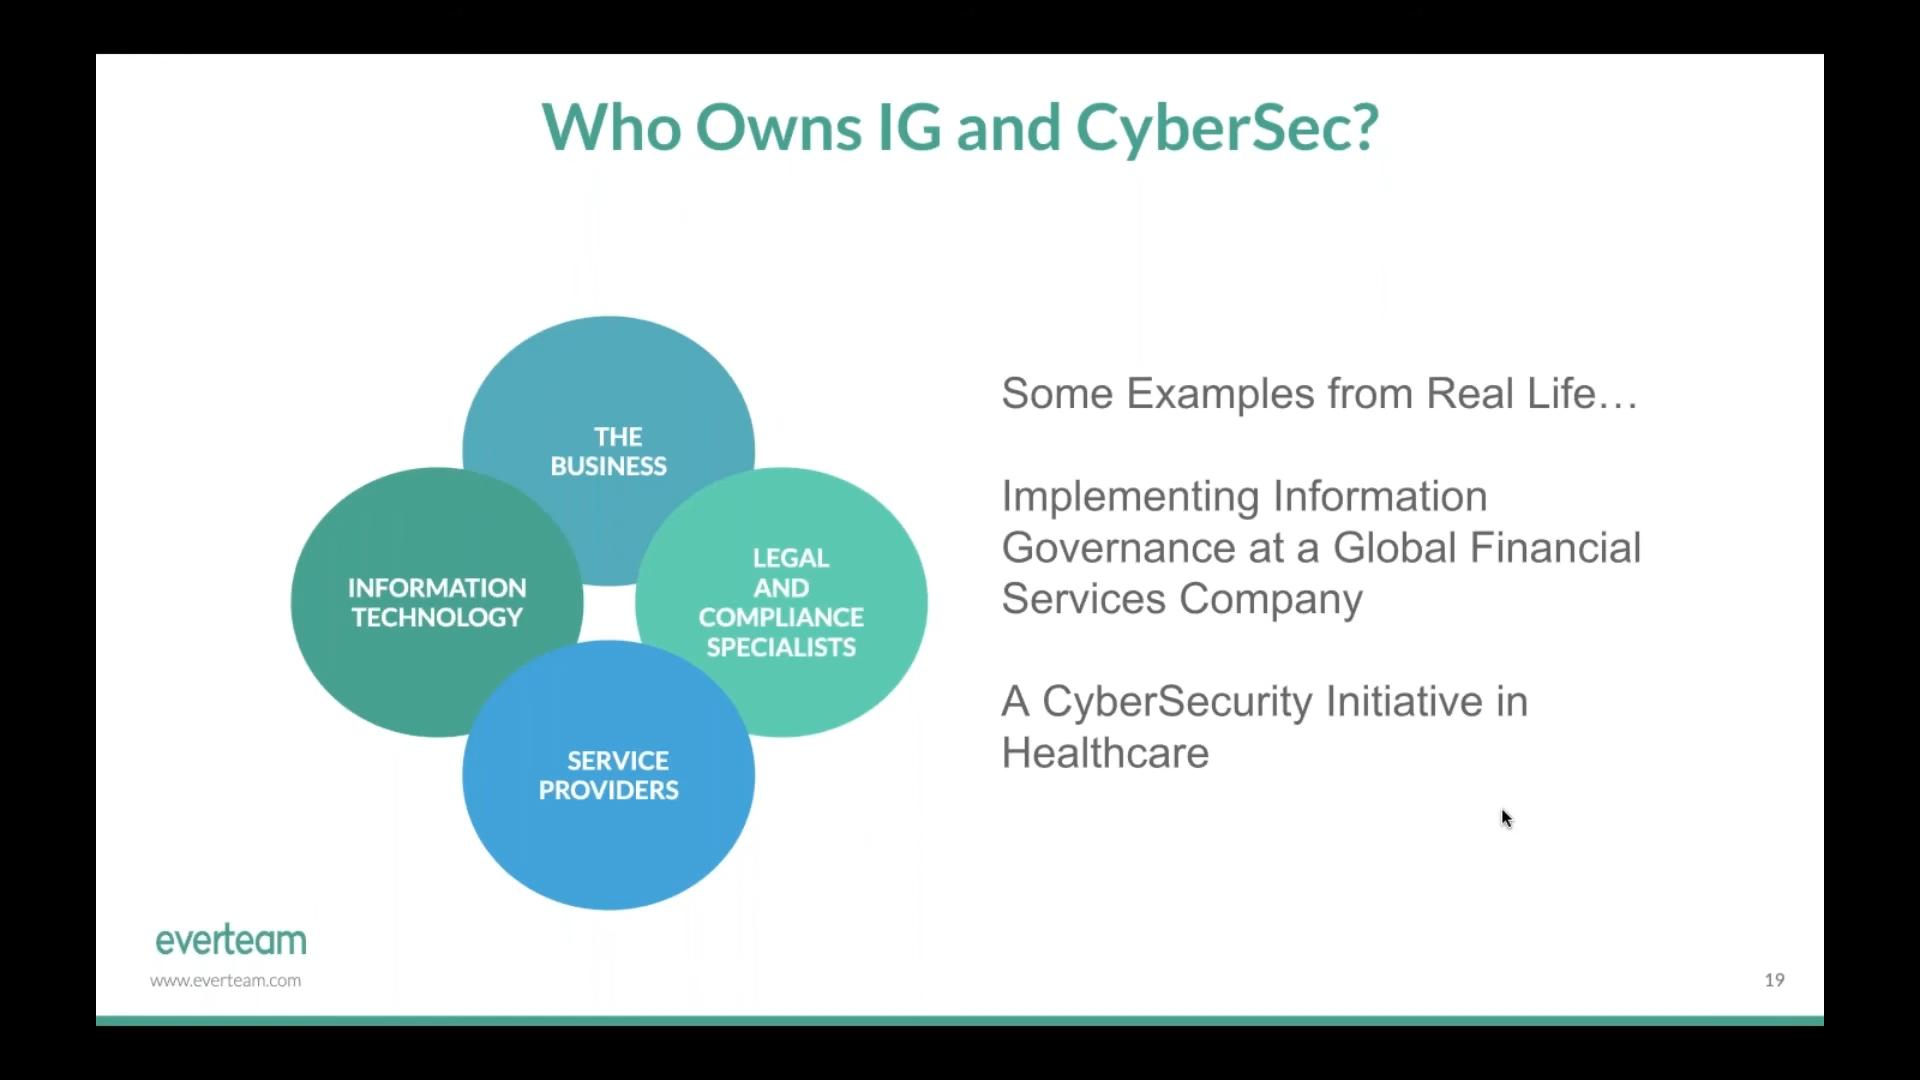 Who Owns IG and CyberSec?
THE
BUSINESS
INFORMATION
TECHNOLOGY
LEGAL
AND
COMPLIANCE
SPECIALISTS
SERVICE
PROVIDERS
Some Examples from Real Life…
Implementing Information
Governance at a Global Financial
Services Company
A CyberSecurity Initiative in
Healthcare
everteam
www.everteam.com
19